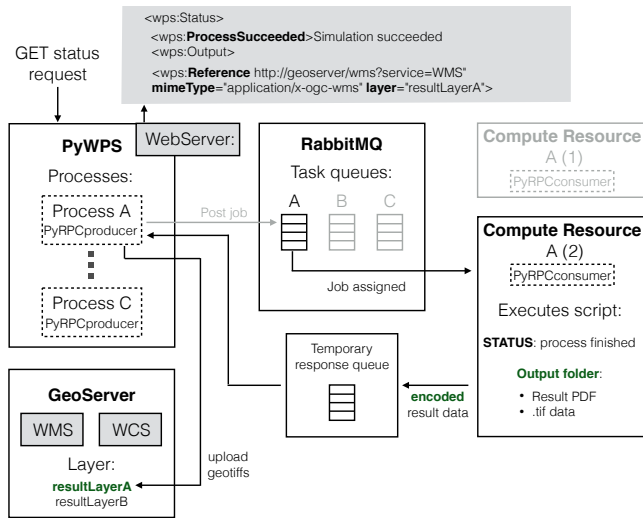 <wps:Status>
<wps:ProcessSucceeded>Simulation succeeded
<wps:Output>
<wps:Reference http://geoserver/wms?service=WMS"
mimeType="application/x-ogc-wms" layer="resultLayerA">
GET status
request
PyWPS
WebServer:
Processes:
Process A
PyRPCproducer
Process C
PyRPCproducer
Post job
RabbitMQ
Task queues:
A B C
Job assigned
Compute Resource
A (1)
PyRPCconsumer
Compute Resource
A (2)
PyRPCconsumer
Executes script:
STATUS: process finished
Output folder:
• Result PDF
• .tif data
Temporary
response queue
encoded
result data
GeoServer
WMS WCS
Layer:
resultLayerA
resultLayerB
upload
geotiffs